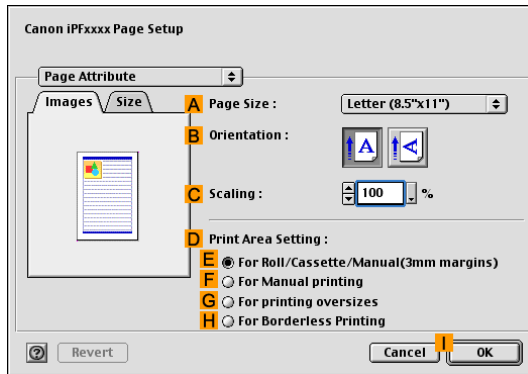 Canon iPFxxxx Page Setup
Page Attribute
Images Size
A Page Size : Letter (8.5"x11")
B Orientation : A A
C Scaling : 100 %
D Print Area Setting :
E For Roll/Cassette/Manual(3mm margins)
F For Manual printing
G For printing oversizes
H For Borderless Printing
? Revert Cancel I OK